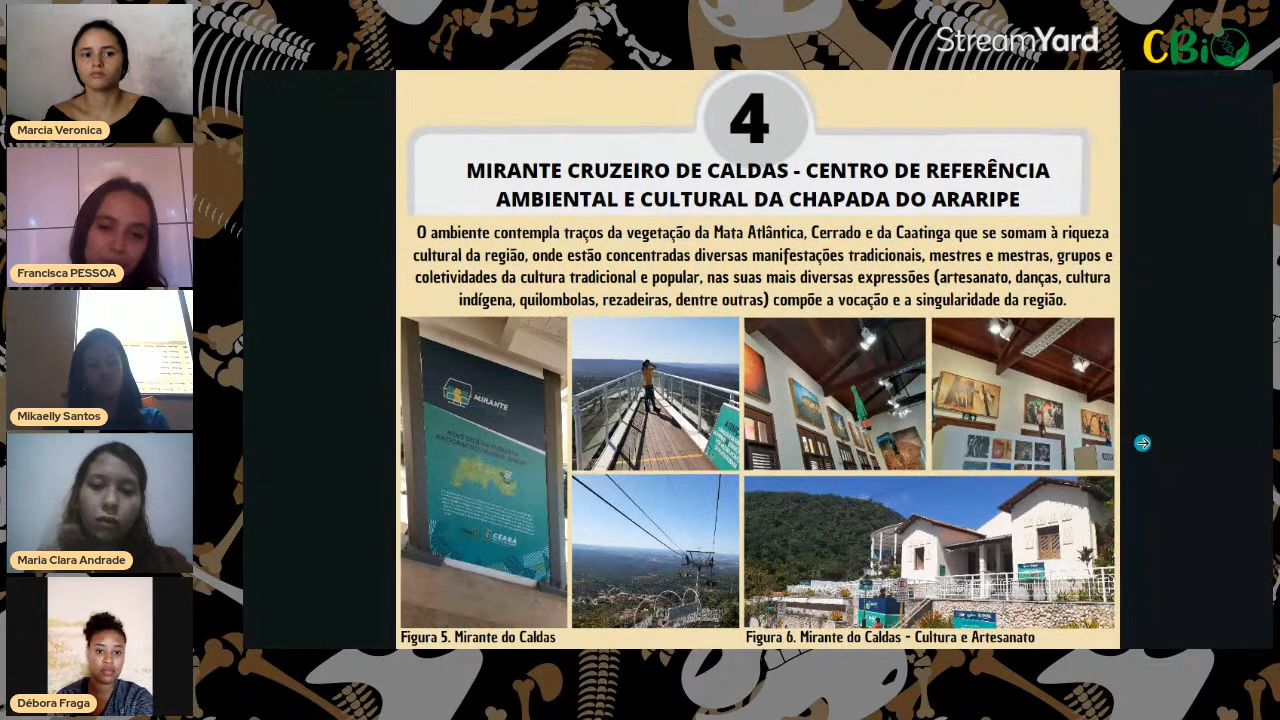 Marcia Veronica
Francisca PESSOA
Mikaelly Santos
Maria Clara Andrade
Débora Fraga
StreamYard
CBiO
4
MIRANTE CRUZEIRO DE CALDAS - CENTRO DE REFERÊNCIA
AMBIENTAL E CULTURAL DA CHAPADA DO ARARIPE
O ambiente contempla traços da vegetação da Mata Atlântica, Cerrado e da Caatinga que se somam à riqueza
cultural da região, onde estão concentradas diversas manifestações tradicionais, mestres e mestras, grupos e
coletividades da cultura tradicional e popular, nas suas mais diversas expressões (artesanato, danças, cultura
indígena, quilombolas, rezadeiras, dentre outras) compõe a vocação e a singularidade da região.
MIRANTE
CEARÁ
Figura 5. Mirante do Caldas
Figura 6. Mirante do Caldas - Cultura e Artesanato